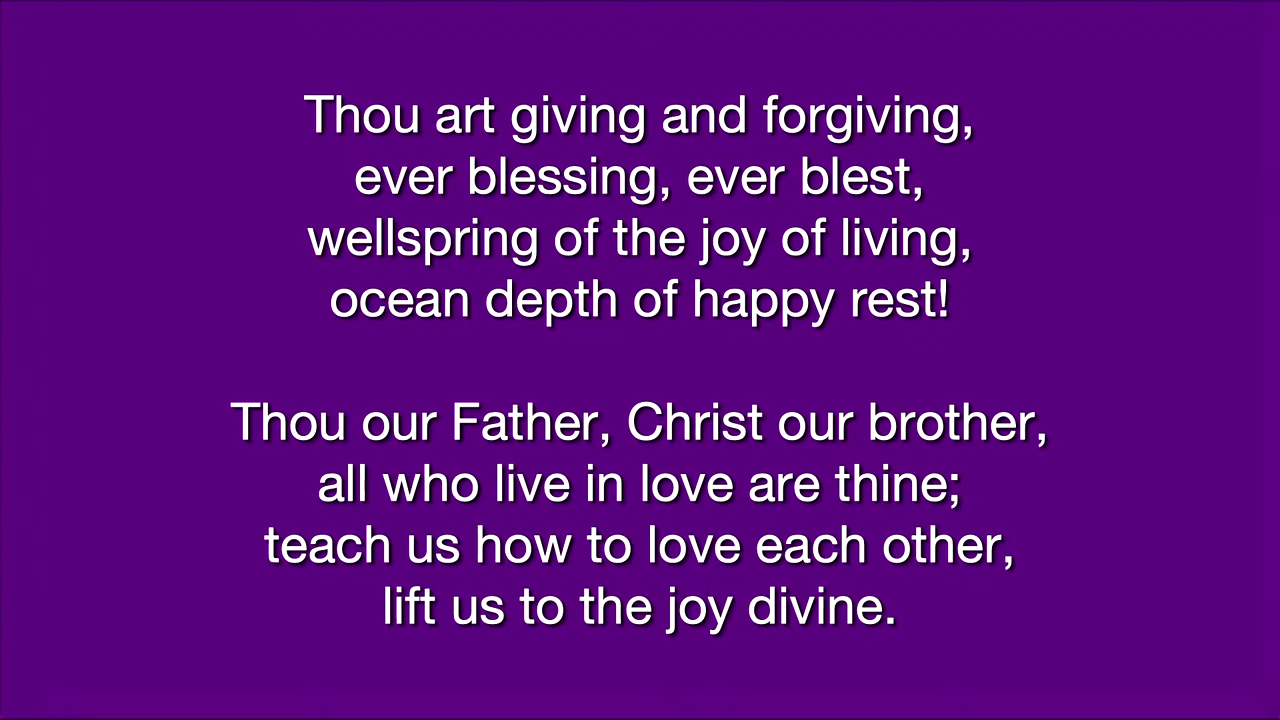 Thou art giving and forgiving,
ever blessing, ever blest,
wellspring of the joy of living,
ocean depth of happy rest!
Thou our Father, Christ our brother,
all who live in love are thine;
teach us how to love each other,
lift us to the joy divine.